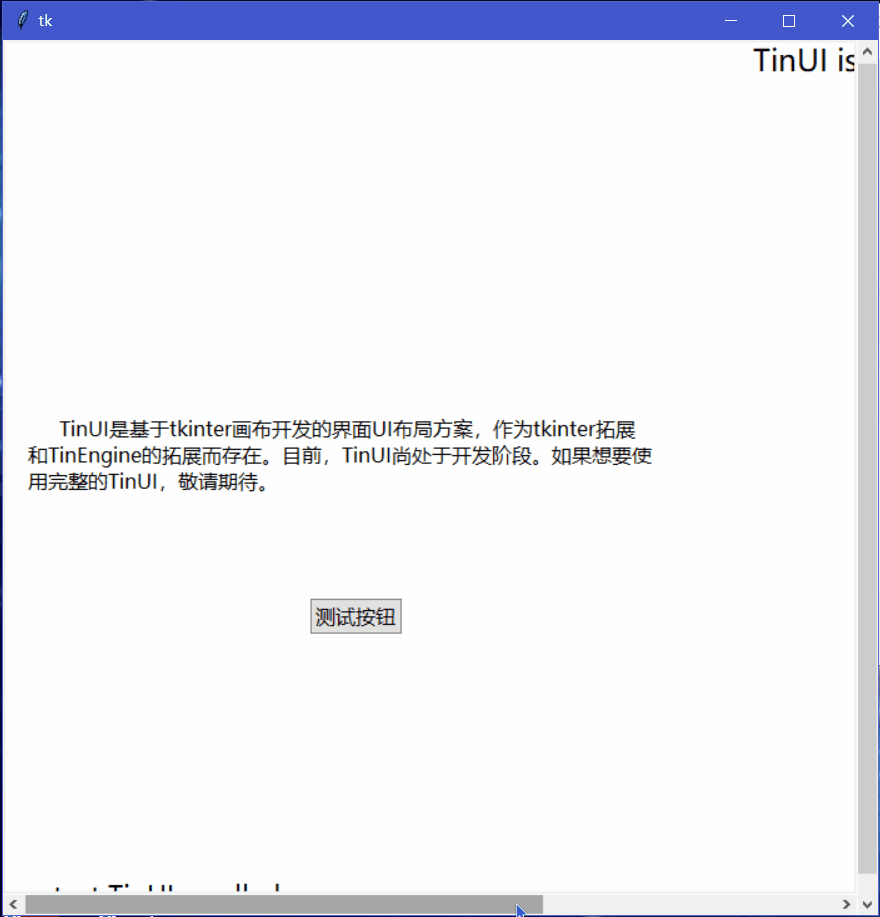 tk
TinUI is
TinUI是基于tkinter画布开发的界面UI布局方案，作为tkinter拓展
和TinEngine的拓展而存在。目前，TinUI尚处于开发阶段。如果想要使
用完整的TinUI，敬请期待。
测试按钮